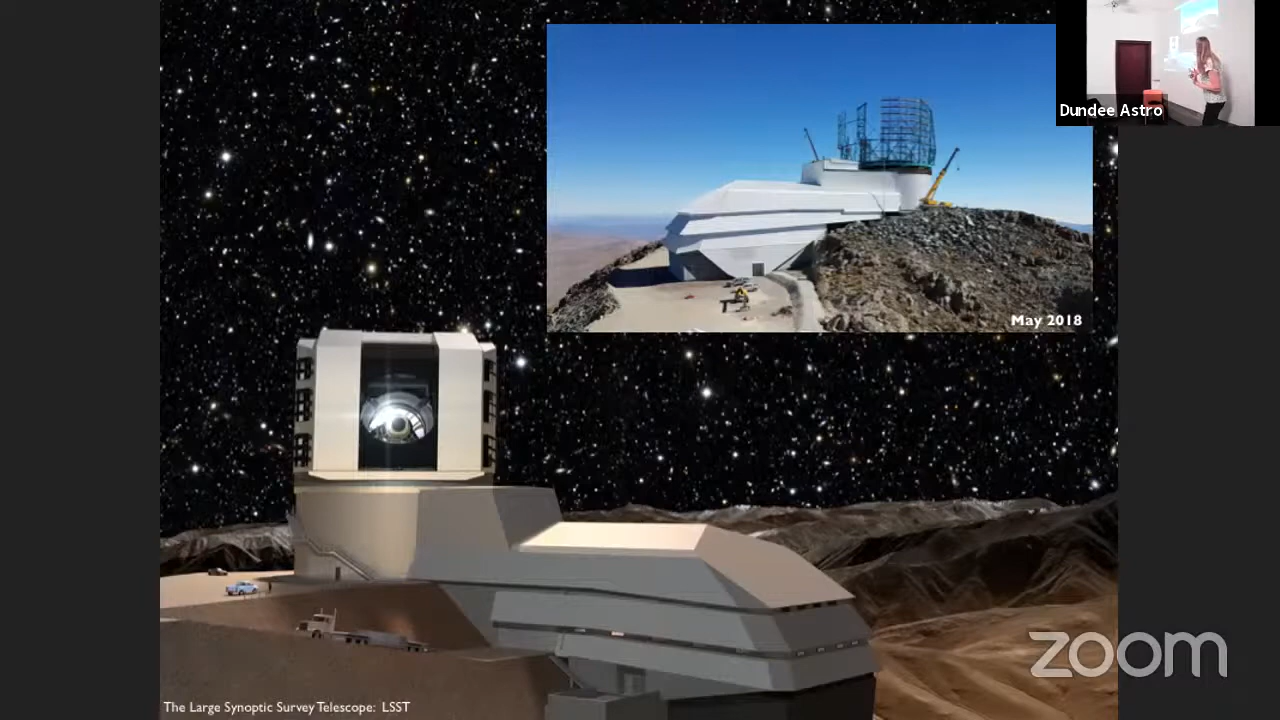 Dundee Astro
May 2018
zoom
The Large Synoptic Survey Telescope: LSST